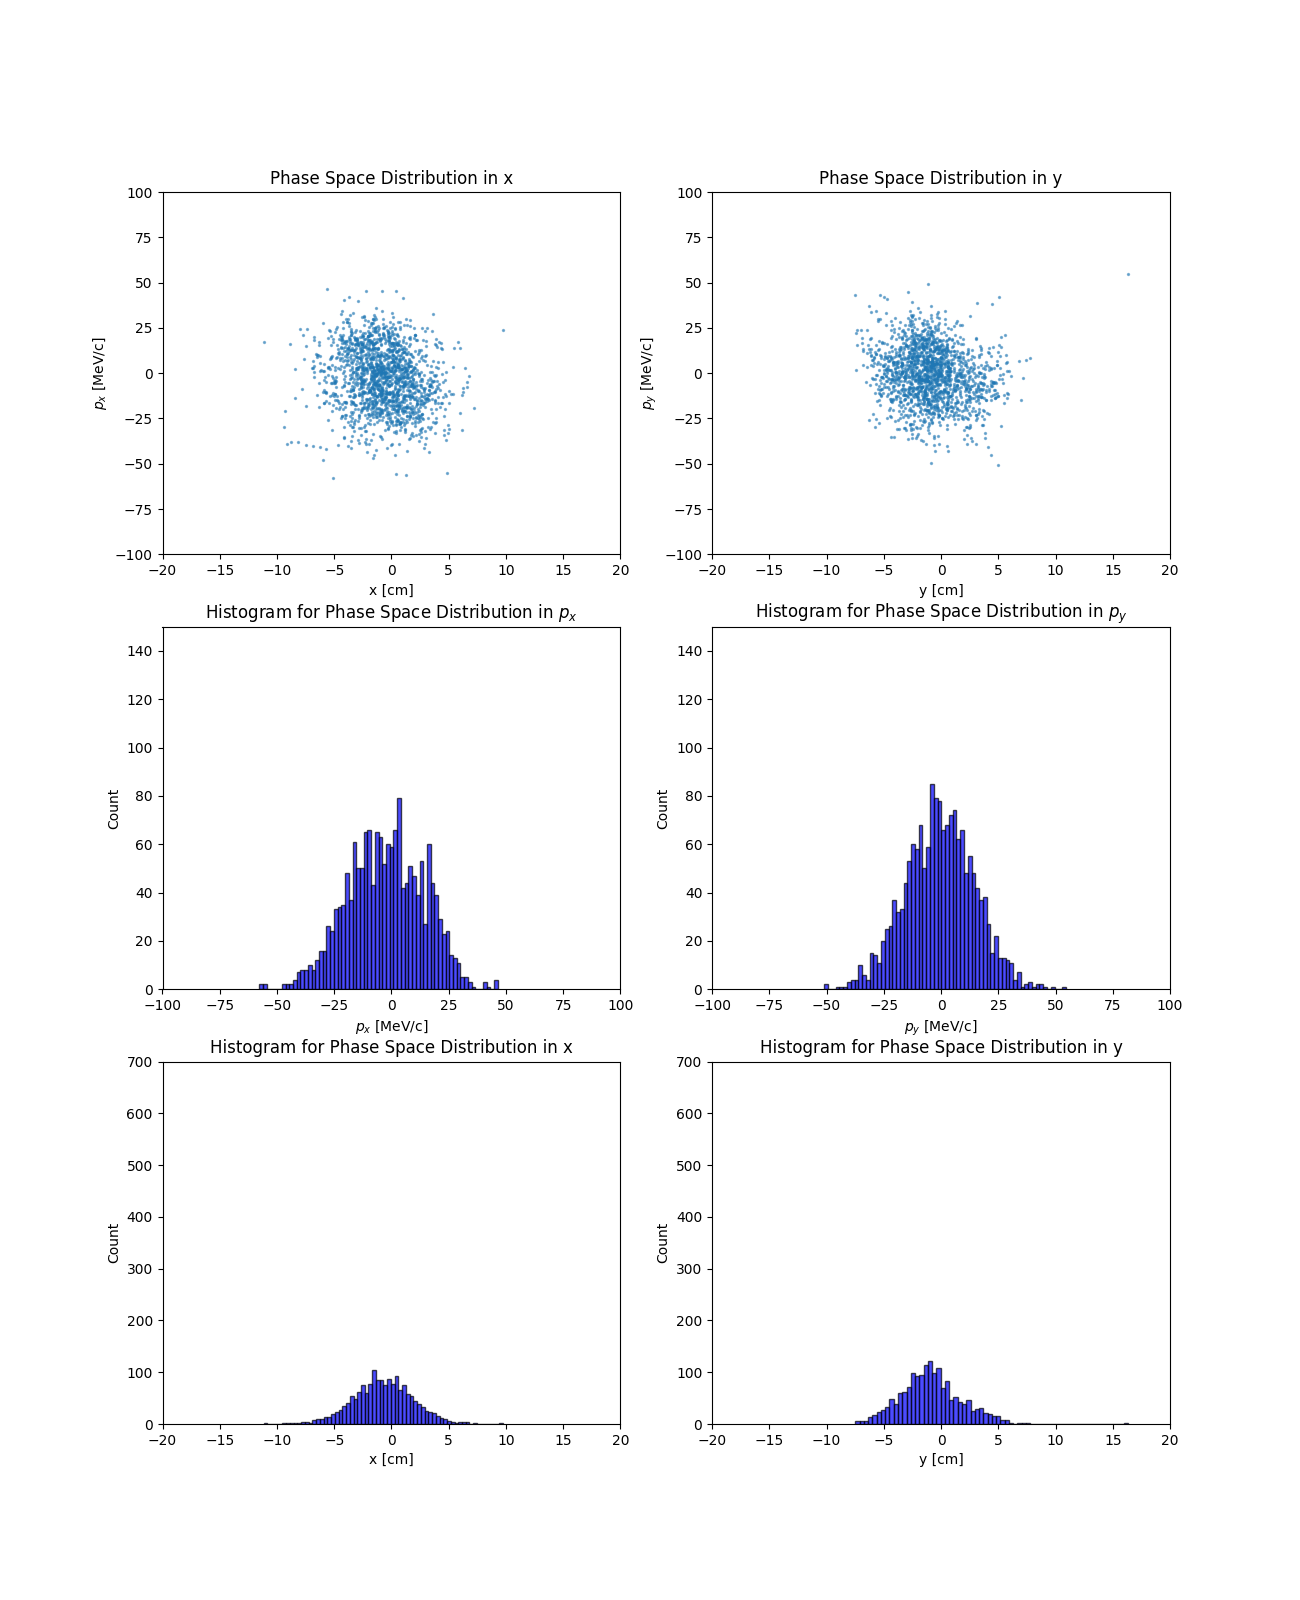 Phase Space Distribution in x
100
75
50
25
0
−25
−50
−75
−100
p_x [MeV/c]
−20 −15 −10 −5 0 5 10 15 20
x [cm]
Phase Space Distribution in y
100
75
50
25
0
−25
−50
−75
−100
p_y [MeV/c]
−20 −15 −10 −5 0 5 10 15 20
y [cm]
Histogram for Phase Space Distribution in p_x
140
120
100
80
60
40
20
0
Count
−100 −75 −50 −25 0 25 50 75 100
p_x [MeV/c]
Histogram for Phase Space Distribution in p_y
140
120
100
80
60
40
20
0
Count
−100 −75 −50 −25 0 25 50 75 100
p_y [MeV/c]
Histogram for Phase Space Distribution in x
700
600
500
400
300
200
100
0
Count
−20 −15 −10 −5 0 5 10 15 20
x [cm]
Histogram for Phase Space Distribution in y
700
600
500
400
300
200
100
0
Count
−20 −15 −10 −5 0 5 10 15 20
y [cm]